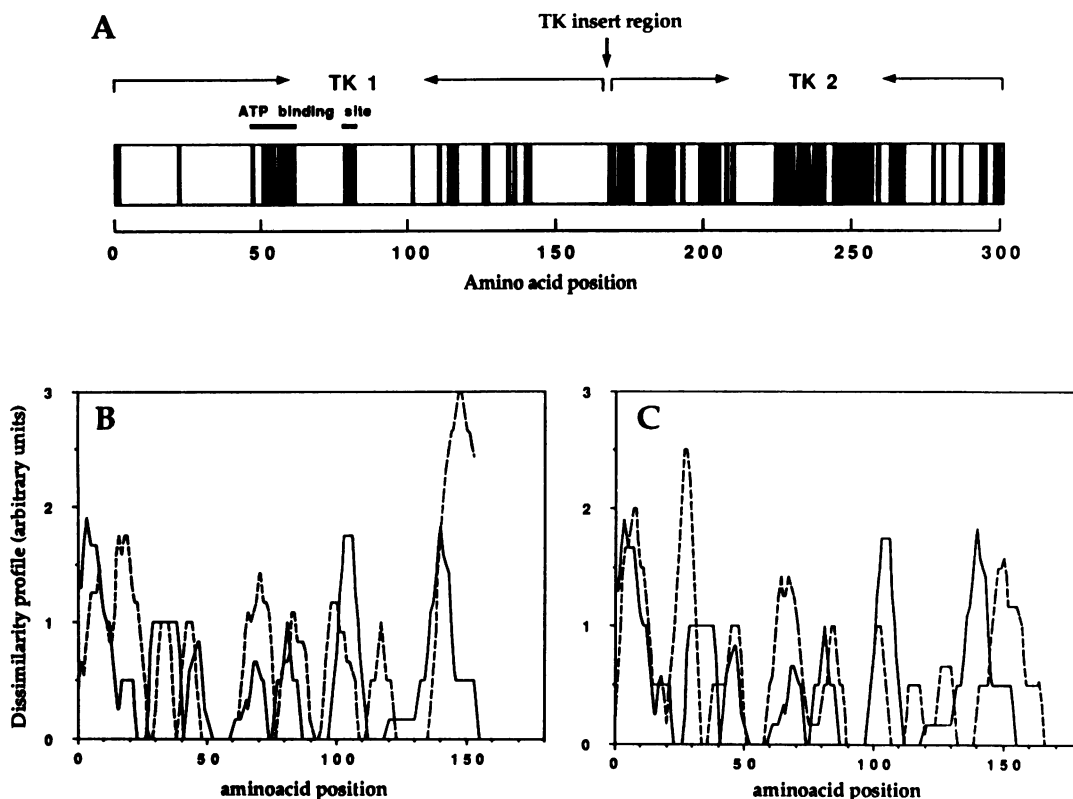 A
TK insert region
TK 1
TK 2
ATP binding site
0 50 100 150 200 250 300
Amino acid position
B
Dissimilarity profile (arbitrary units)
3
2
1
0
0 50 100 150
aminoacid position
C
3
2
1
0
0 50 100 150
aminoacid position